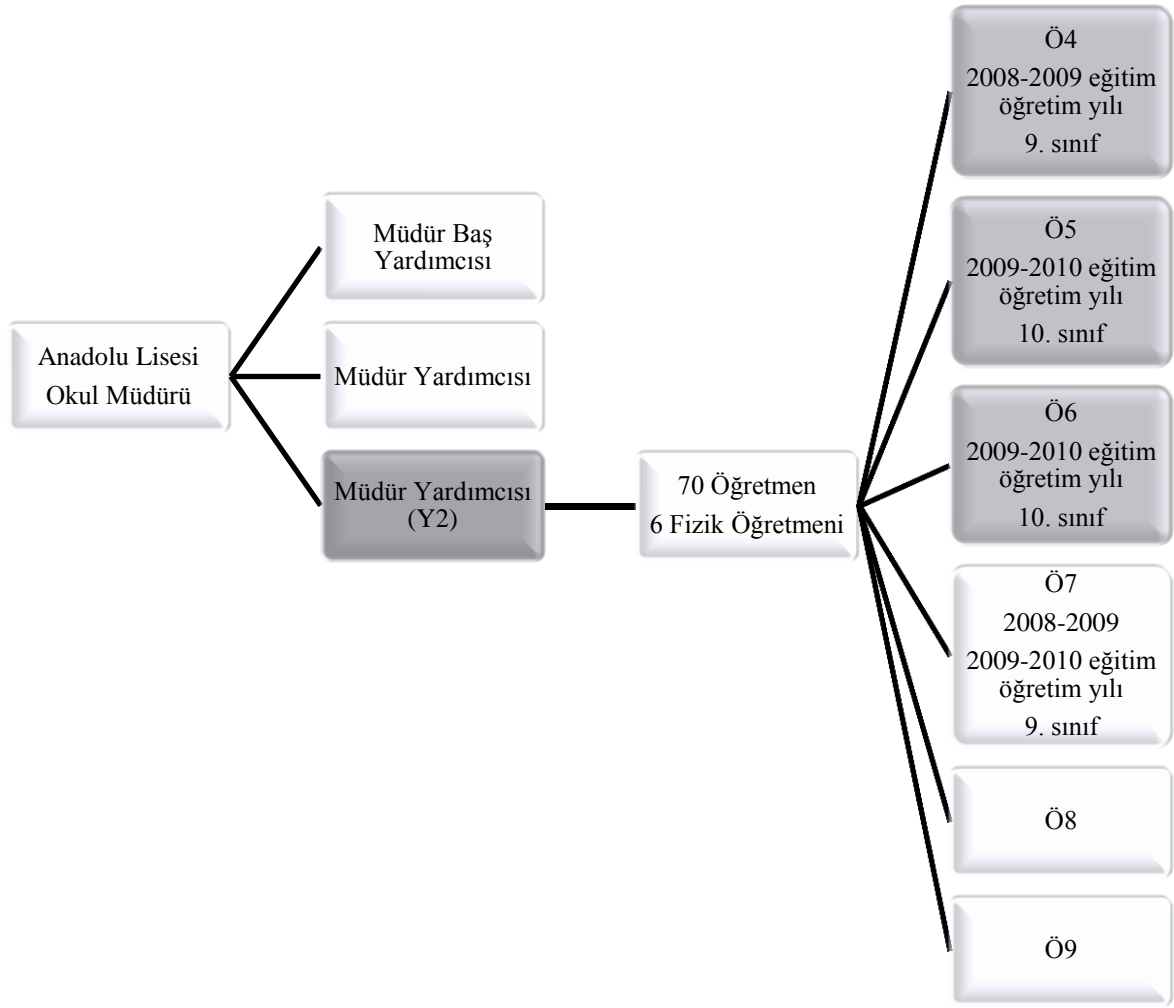 Anadolu Lisesi
Okul Müdürü
Müdür Baş
Yardımcısı
Müdür Yardımcısı
Müdür Yardımcısı
(Y2)
70 Öğretmen
6 Fizik Öğretmeni
Ö4
2008-2009 eğitim
öğretim yılı
9. sınıf
Ö5
2009-2010 eğitim
öğretim yılı
10. sınıf
Ö6
2009-2010 eğitim
öğretim yılı
10. sınıf
Ö7
2008-2009
2009-2010 eğitim
öğretim yılı
9. sınıf
Ö8
Ö9